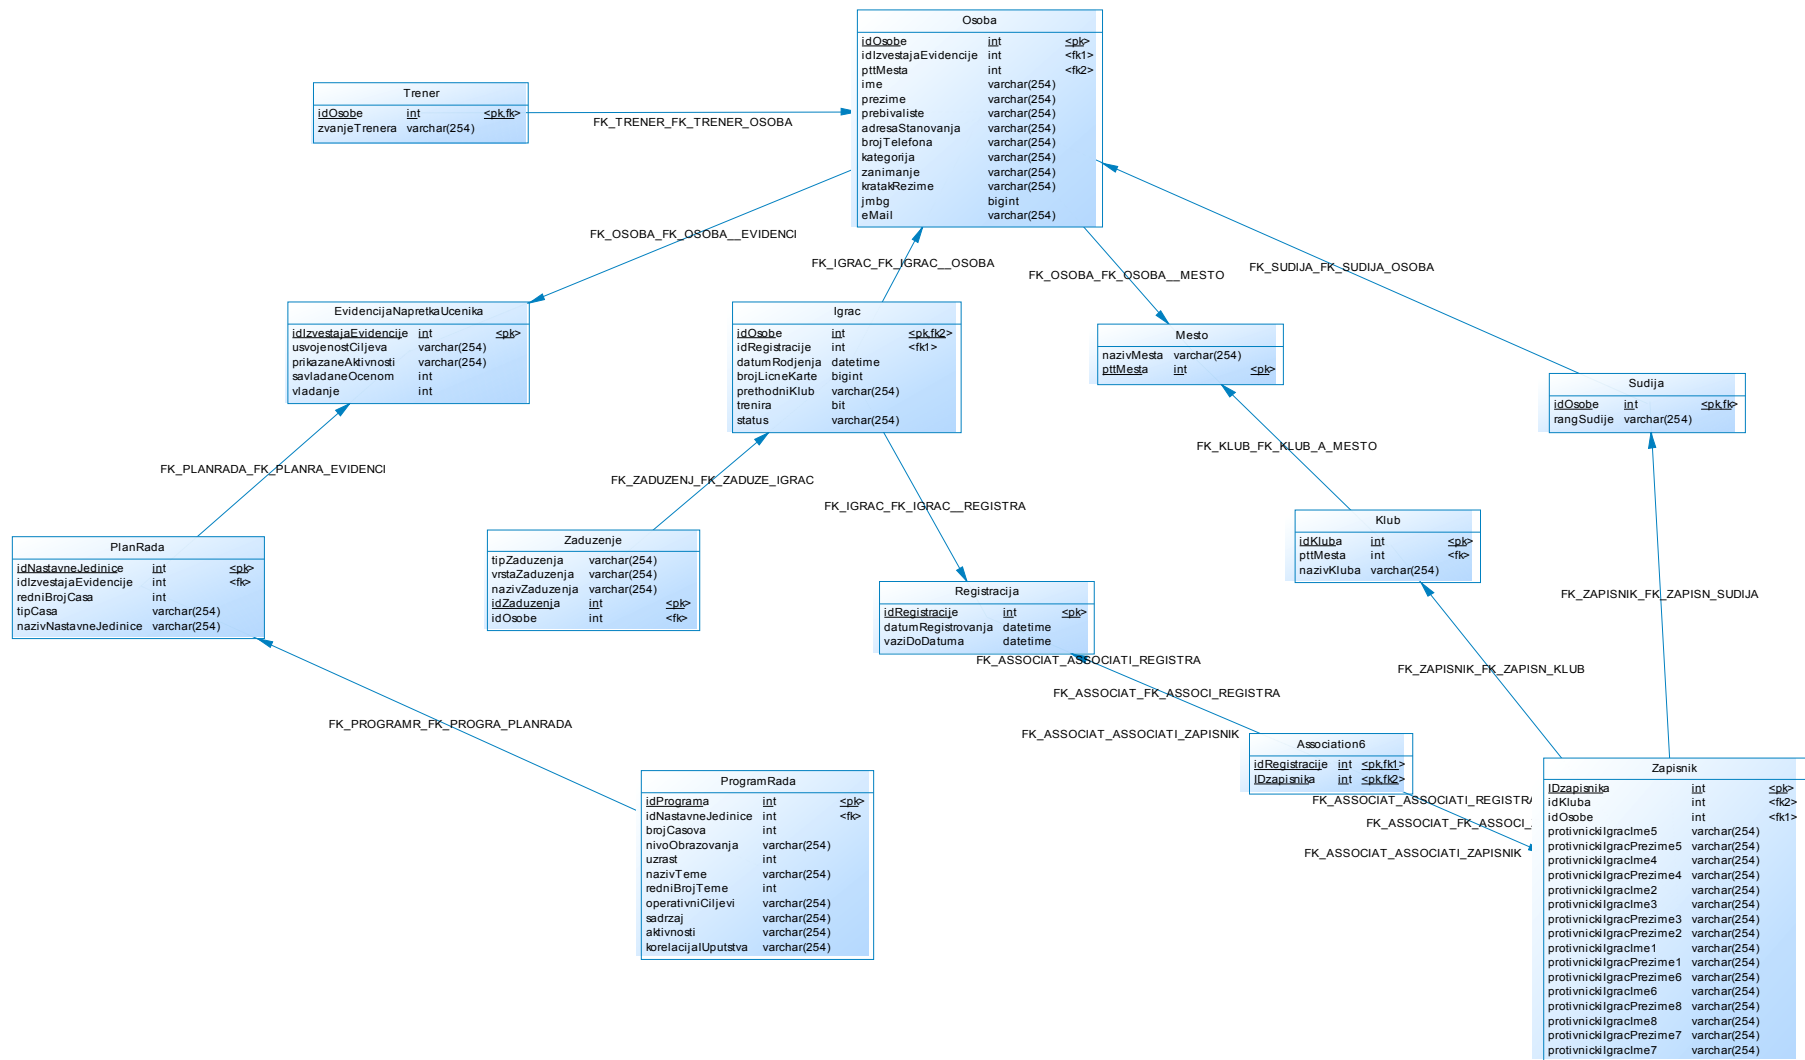 Osoba
idOsobe int <pk>
idIzvestajaEvidencije int <fk1>
pttMesta int <fk2>
ime varchar(254)
prezime varchar(254)
prebivaliste varchar(254)
adresaStanovanja varchar(254)
brojTelefona varchar(254)
kategorija varchar(254)
zanimanje varchar(254)
kratakRezime varchar(254)
jmbg bigint
eMail varchar(254)
Trener
idOsobe int <pk,fk>
zvanjeTrenera varchar(254)
FK_TRENER_FK_TRENER_OSOBA
FK_OSOBA_FK_OSOBA__EVIDENCI
FK_IGRAC_FK_IGRAC__OSOBA
FK_OSOBA_FK_OSOBA__MESTO
FK_SUDIJA_FK_SUDIJA_OSOBA
EvidencijaNapretkaUcenika
idIzvestajaEvidencije int <pk>
usvojenostCiljeva varchar(254)
prikazaneAktivnosti varchar(254)
savladaneOcenom int
vladanje int
Igrac
idOsobe int <pk,fk2>
idRegistracije int <fk1>
datumRodjenja datetime
brojLicneKarte bigint
prethodniKlub varchar(254)
trenira bit
status varchar(254)
Mesto
nazivMesta varchar(254)
pttMesta int <pk>
Sudija
idOsobe int <pk,fk>
rangSudije varchar(254)
FK_PLANRADA_FK_PLANRA_EVIDENCI
FK_ZADUZENJ_FK_ZADUZE_IGRAC
FK_IGRAC_FK_IGRAC__REGISTRA
FK_KLUB_FK_KLUB_A_MESTO
PlanRada
idNastavneJedinice int <pk>
idIzvestajaEvidencije int <fk>
redniBrojCasa int
tipCasa varchar(254)
nazivNastavneJedinice varchar(254)
Zaduzenje
tipZaduzenja varchar(254)
vrstaZaduzenja varchar(254)
nazivZaduzenja varchar(254)
idZaduzenja int <pk>
idOsobe int <fk>
Klub
idKluba int <pk>
pttMesta int <fk>
nazivKluba varchar(254)
Registracija
idRegistracije int <pk>
datumRegistrovanja datetime
vaziDoDatuma datetime
FK_ZAPISNIK_FK_ZAPISN_SUDIJA
FK_ASSOCIAT_ASSOCIATI_REGISTRA
FK_ZAPISNIK_FK_ZAPISN_KLUB
FK_ASSOCIAT_FK_ASSOCI_REGISTRA
FK_PROGRAMR_FK_PROGRA_PLANRADA
FK_ASSOCIAT_ASSOCIATI_ZAPISNIK
Association6
idRegistracije int <pk,fk1>
IDzapisnika int <pk,fk2>
FK_ASSOCIAT_ASSOCIATI_REGISTRA
FK_ASSOCIAT_FK_ASSOCI_
FK_ASSOCIAT_ASSOCIATI_ZAPISNIK
ProgramRada
idPrograma int <pk>
idNastavneJedinice int <fk>
brojCasova int
nivoObrazovanja varchar(254)
uzrast int
nazivTeme varchar(254)
redniBrojTeme int
operativniCiljevi varchar(254)
sadrzaj varchar(254)
aktivnosti varchar(254)
korelacijaIUputstva varchar(254)
Zapisnik
IDzapisnika int <pk>
idKluba int <fk2>
idOsobe int <fk1>
protivnickiIgracIme5 varchar(254)
protivnickiIgracPrezime5 varchar(254)
protivnickiIgracIme4 varchar(254)
protivnickiIgracPrezime4 varchar(254)
protivnickiIgracIme2 varchar(254)
protivnickiIgracIme3 varchar(254)
protivnickiIgracPrezime3 varchar(254)
protivnickiIgracPrezime2 varchar(254)
protivnickiIgracIme1 varchar(254)
protivnickiIgracPrezime1 varchar(254)
protivnickiIgracPrezime6 varchar(254)
protivnickiIgracIme6 varchar(254)
protivnickiIgracPrezime8 varchar(254)
protivnickiIgracIme8 varchar(254)
protivnickiIgracPrezime7 varchar(254)
protivnickiIgracIme7 varchar(254)